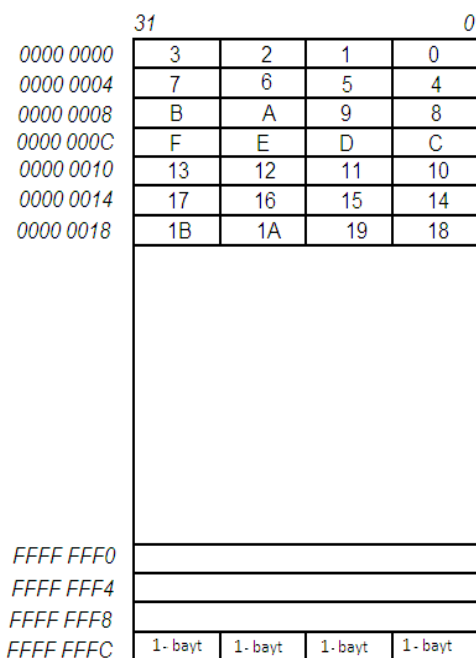 31 0
0000 0000 3 2 1 0
0000 0004 7 6 5 4
0000 0008 B A 9 8
0000 000C F E D C
0000 0010 13 12 11 10
0000 0014 17 16 15 14
0000 0018 1B 1A 19 18
FFFF FFF0
FFFF FFF4
FFFF FFF8
FFFF FFFC 1- bayt 1- bayt 1- bayt 1- bayt